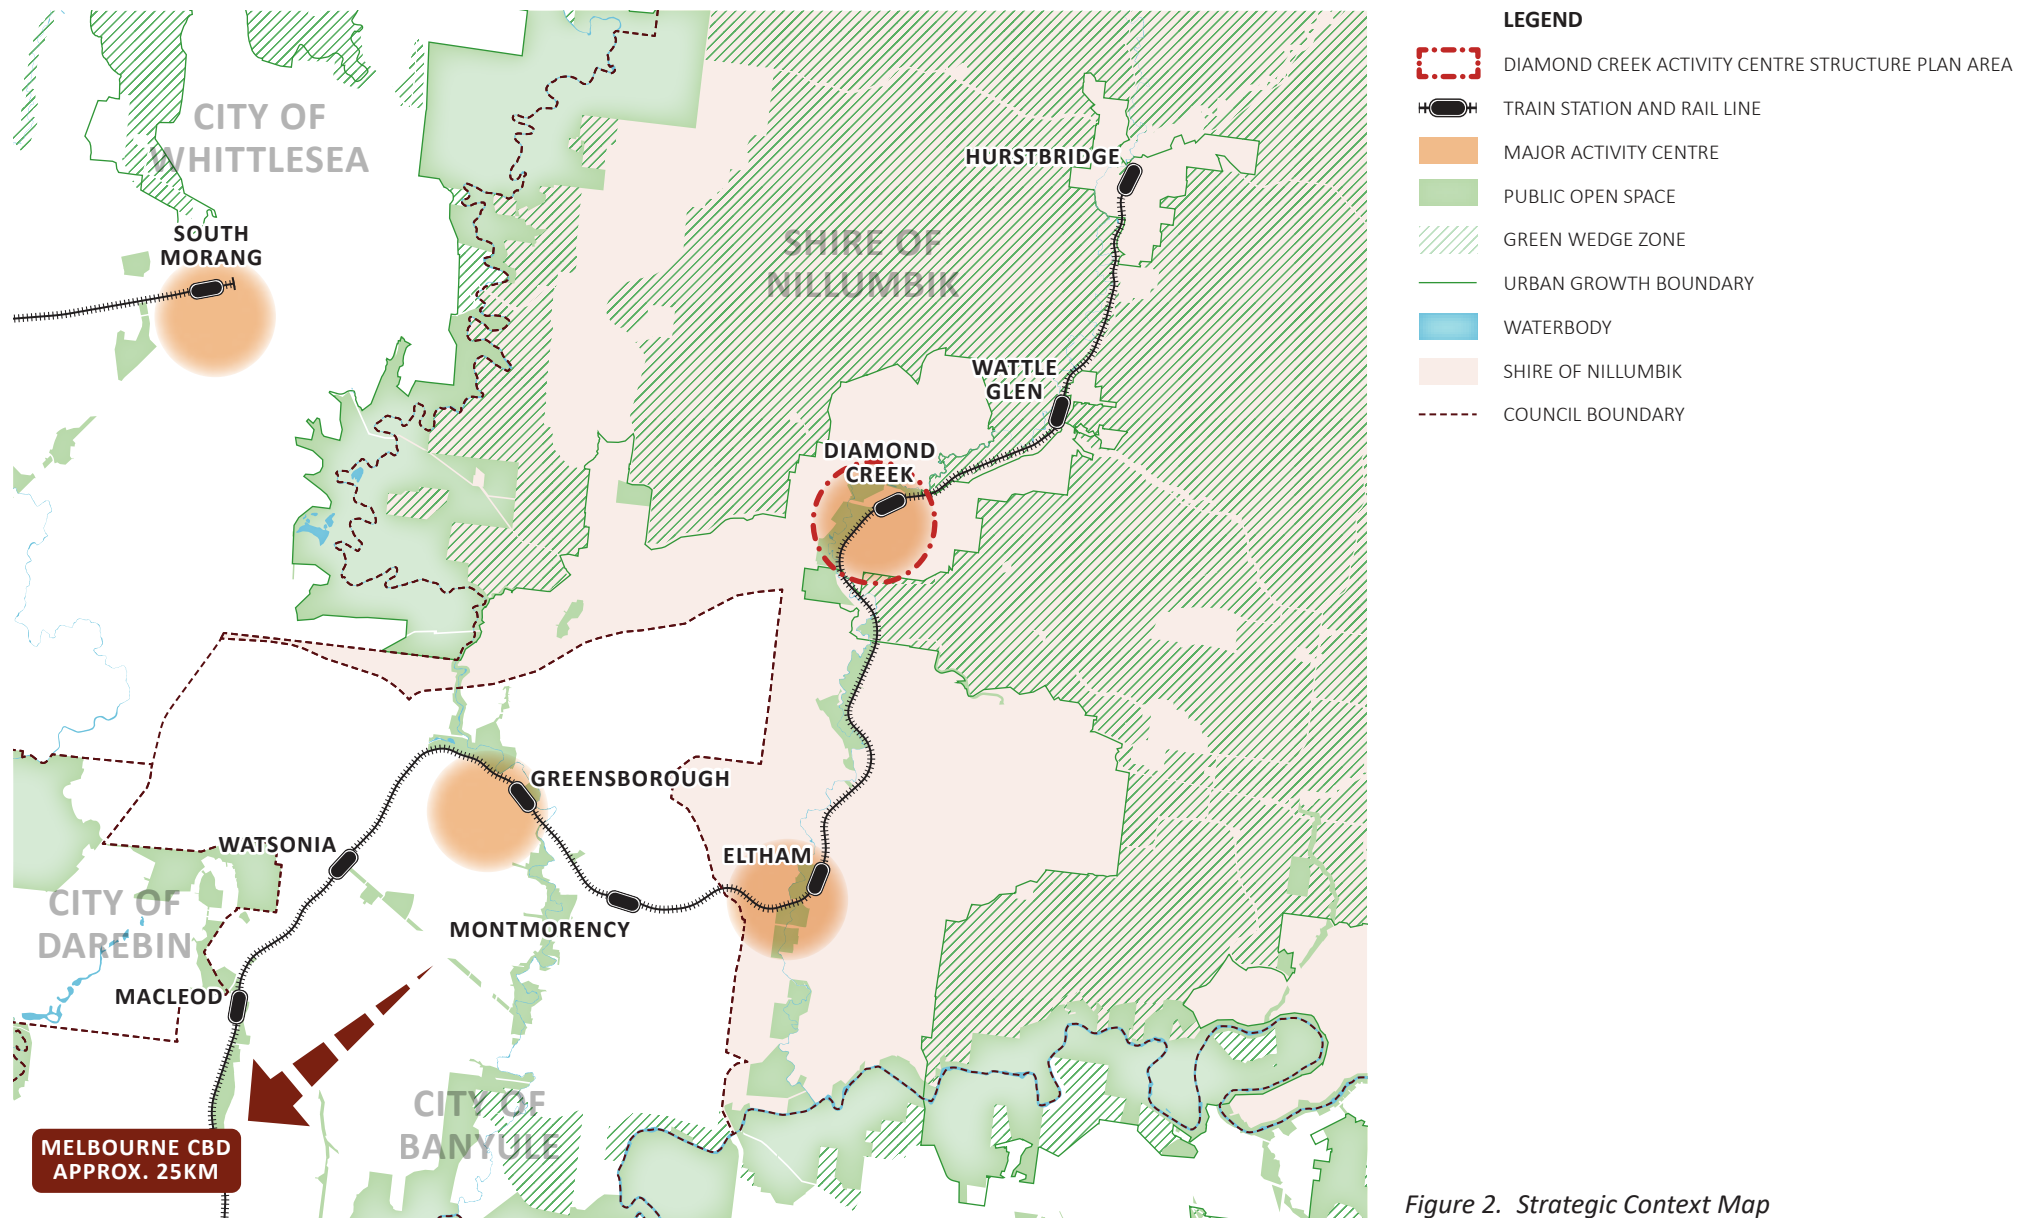 CITY OF
WHITTLESEA
SOUTH
MORANG
HURSTBRIDGE
SHIRE OF
NILLUMBIK
WATTLE
GLEN
DIAMOND
CREEK
GREENSBOROUGH
WATSONIA
ELTHAM
CITY OF
DAREBIN
MONTMORENCY
MACLEOD
CITY OF
BANYULE
MELBOURNE CBD
APPROX. 25KM
LEGEND
DIAMOND CREEK ACTIVITY CENTRE STRUCTURE PLAN AREA
TRAIN STATION AND RAIL LINE
MAJOR ACTIVITY CENTRE
PUBLIC OPEN SPACE
GREEN WEDGE ZONE
URBAN GROWTH BOUNDARY
WATERBODY
SHIRE OF NILLUMBIK
COUNCIL BOUNDARY
Figure 2. Strategic Context Map